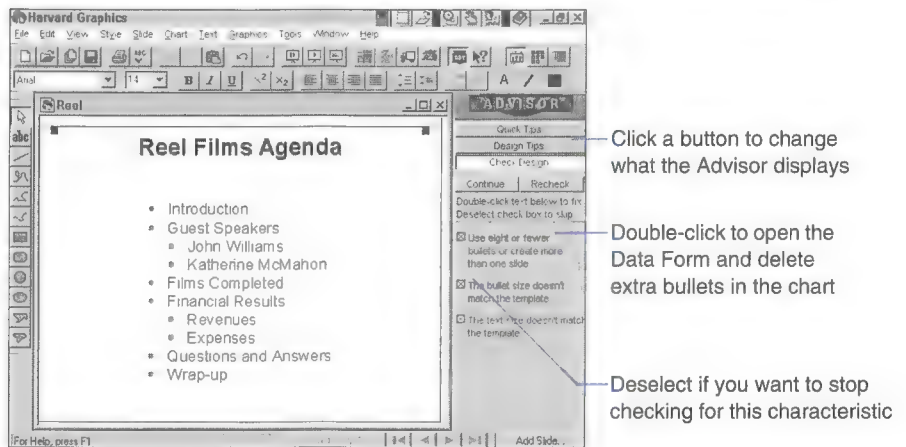 Harvard Graphics
File Edit View Style Slide Chart Text Graphics Tools Window Help
Arial 14 B I U x² x₂ A
Reel
abc
Reel Films Agenda
Introduction
Guest Speakers
John Williams
Katherine McMahon
Films Completed
Financial Results
Revenues
Expenses
Questions and Answers
Wrap-up
"ADVISOR"
Quick Tips
Design Tips
Check Design
Continue Recheck
Double-click text below to fix
Deselect check box to skip
Use eight or fewer
bullets or create more
than one slide
The bullet size doesn't
match the template
The text size doesn't match
the template
For Help, press F1
Add Slide...
Click a button to change
what the Advisor displays
Double-click to open the
Data Form and delete
extra bullets in the chart
Deselect if you want to stop
checking for this characteristic